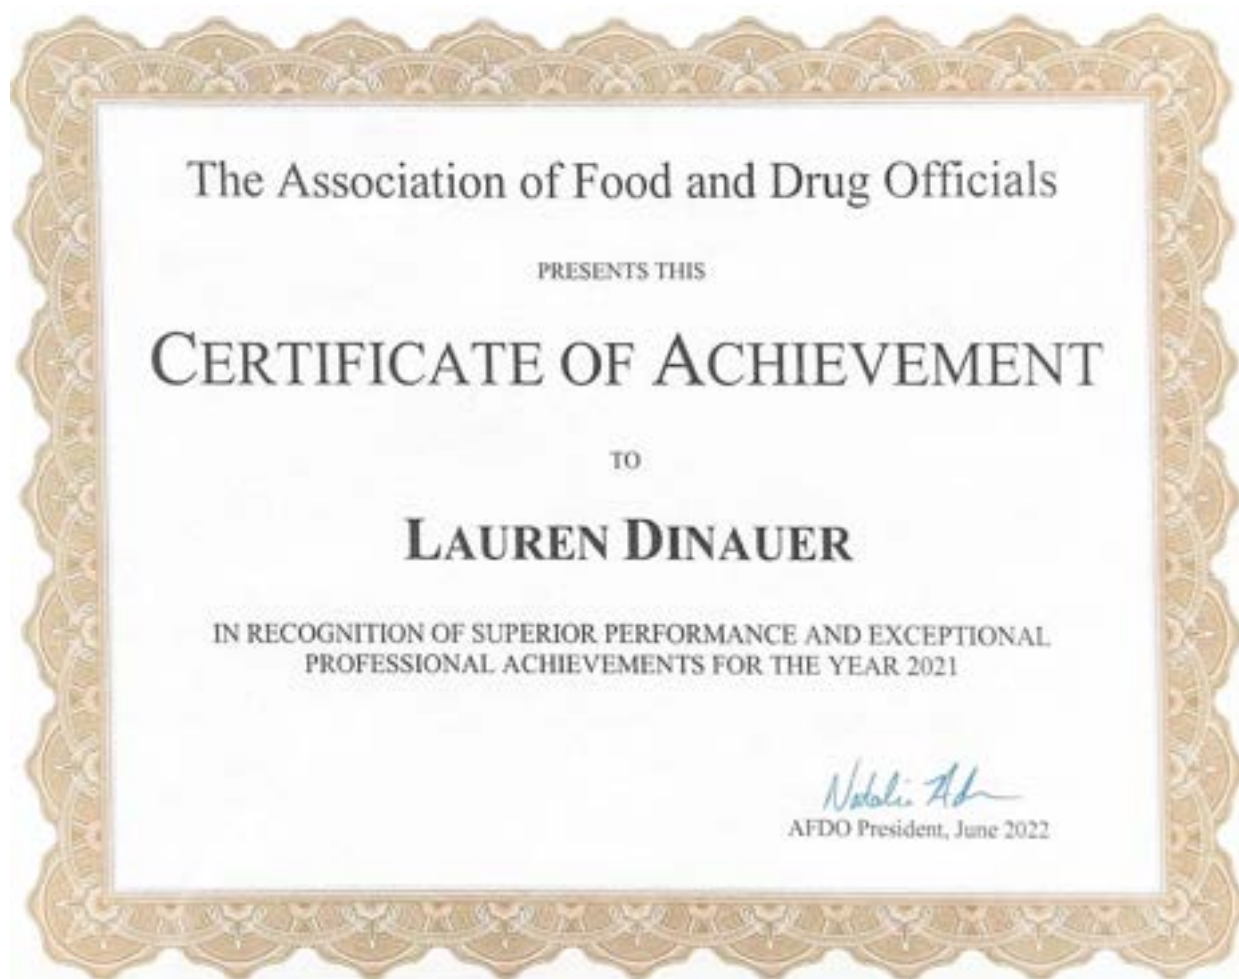 The Association of Food and Drug Officials
PRESENTS THIS
CERTIFICATE OF ACHIEVEMENT
TO
LAUREN DINAUER
IN RECOGNITION OF SUPERIOR PERFORMANCE AND EXCEPTIONAL
PROFESSIONAL ACHIEVEMENTS FOR THE YEAR 2021
Natalie
AFDO President, June 2022